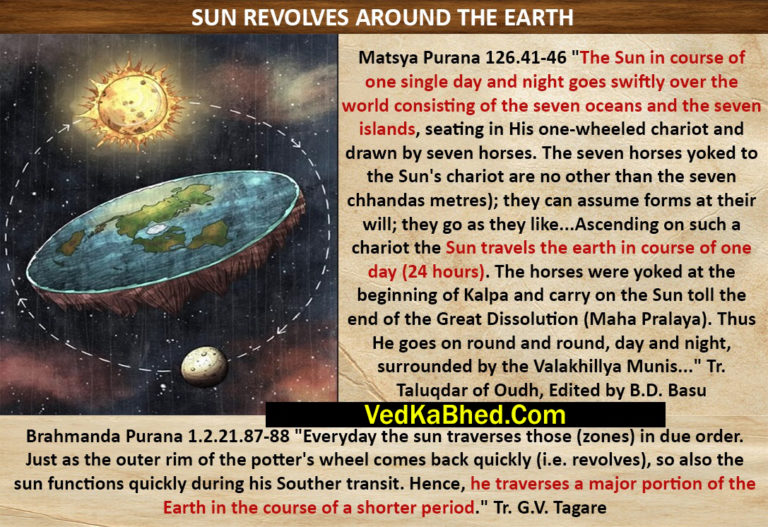 SUN REVOLVES AROUND THE EARTH
Matsya Purana 126.41-46 "The Sun in course of
one single day and night goes swiftly over the
world consisting of the seven oceans and the seven
islands, seating in His one-wheeled chariot and
drawn by seven horses. The seven horses yoked to
the Sun's chariot are no other than the seven
chhandas metres); they can assume forms at their
will; they go as they like...Ascending on such a
chariot the Sun travels the earth in course of one
day (24 hours). The horses were yoked at the
beginning of Kalpa and carry on the Sun toll the
end of the Great Dissolution (Maha Pralaya). Thus
He goes on round and round, day and night,
surrounded by the Valakhillya Munis..." Tr.
Taluqdar of Oudh, Edited by B.D. Basu
VedKaBhed.Com
Brahmanda Purana 1.2.21.87-88 "Everyday the sun traverses those (zones) in due order.
Just as the outer rim of the potter's wheel comes back quickly (i.e. revolves), so also the
sun functions quickly during his Souther transit. Hence, he traverses a major portion of the
Earth in the course of a shorter period." Tr. G.V. Tagare